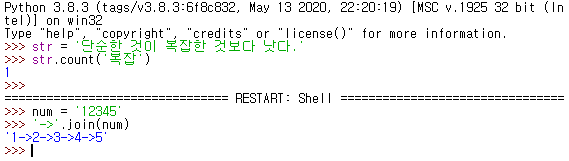 Python 3.8.3 (tags/v3.8.3:6f8c832, May 13 2020, 22:20:19) [MSC v.1925 32 bit (In
tel)] on win32
Type "help", "copyright", "credits" or "license()" for more information.
>>> str = '단순한 것이 복잡한 것보다 낫다.'
>>> str.count('복잡')
1
>>>
=============================== RESTART: Shell ===============================
>>> num = '12345'
>>> '->'.join(num)
'1->2->3->4->5'
>>>